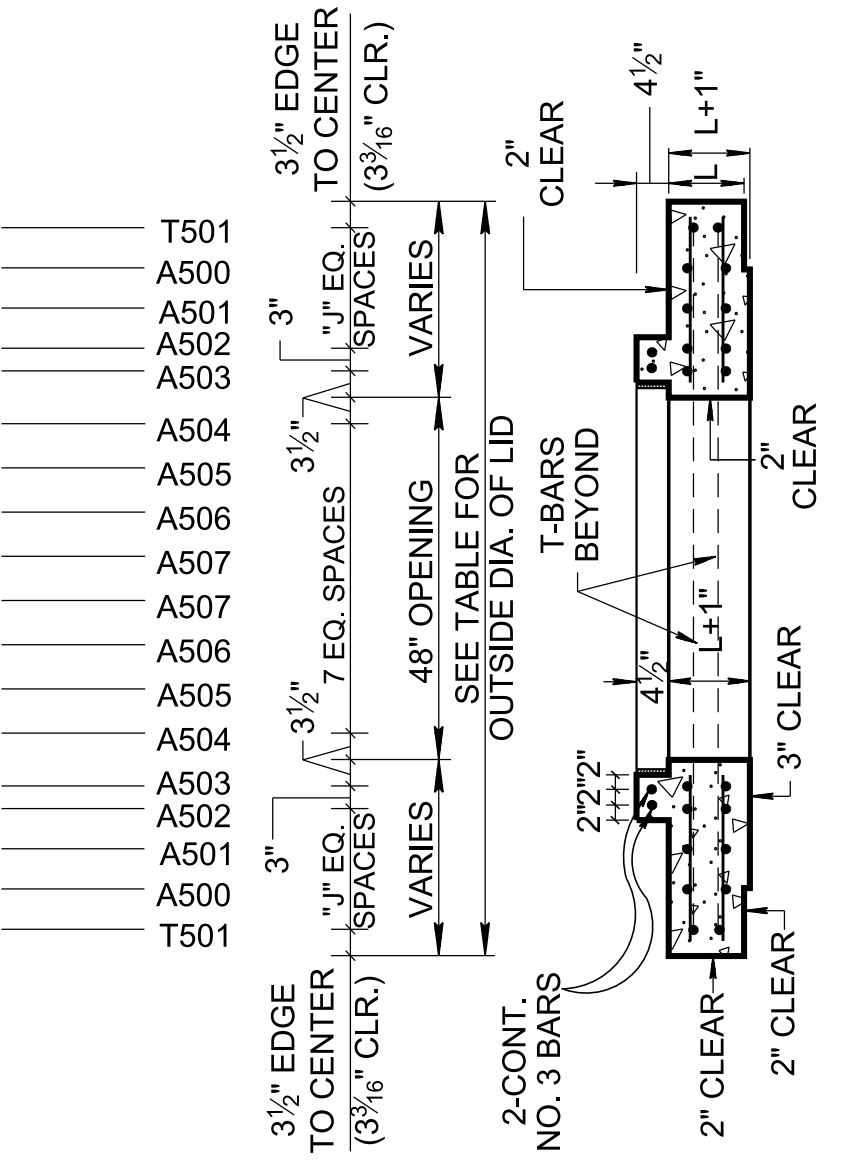 T501
A500
A501
A502
A503
A504
A505
A506
A507
A507
A506
A505
A504
A503
A502
A501
A500
T501
3½" EDGE
TO CENTER
(3³⁄₁₆" CLR.)
3½" EDGE
TO CENTER
(3³⁄₁₆" CLR.)
"J" EQ.
SPACES
3"
3½"
7 EQ. SPACES
3½"
3"
"J" EQ.
SPACES
VARIES
48" OPENING
VARIES
SEE TABLE FOR
OUTSIDE DIA. OF LID
2"
CLEAR
4½"
L
L+1"
2"
CLEAR
T-BARS
BEYOND
4½"
L+1"
3" CLEAR
2"2"2"
2-CONT.
NO. 3 BARS
2" CLEAR
2" CLEAR